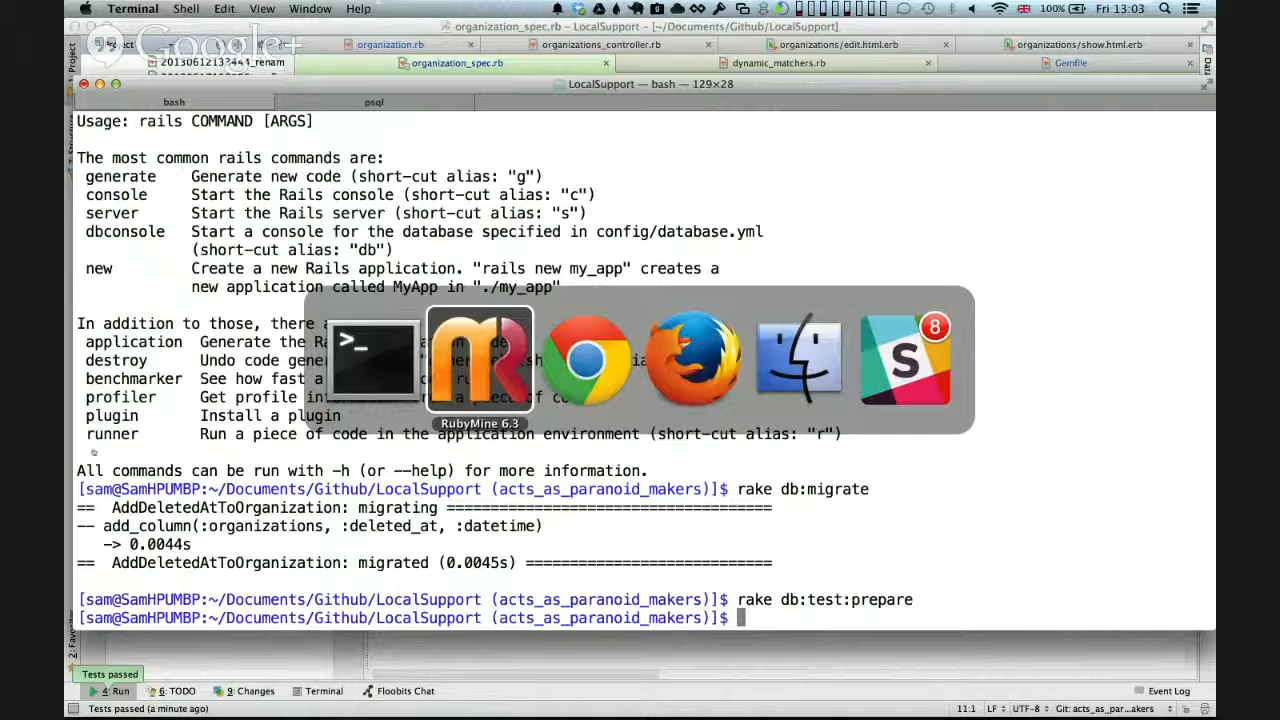 Terminal Shell Edit View Window Help 100% Fri 13:03
organization_spec.rb – LocalSupport – [~/Documents/Github/LocalSupport]
Google+
organization.rb organizations_controller.rb organizations/edit.html.erb organizations/show.html.erb
organization_spec.rb dynamic_matchers.rb Gemfile
LocalSupport — bash — 129×28
bash psql
Usage: rails COMMAND [ARGS]
The most common rails commands are:
generate Generate new code (short-cut alias: "g")
console Start the Rails console (short-cut alias: "c")
server Start the Rails server (short-cut alias: "s")
dbconsole Start a console for the database specified in config/database.yml
(short-cut alias: "db")
new Create a new Rails application. "rails new my_app" creates a
new application called MyApp in "./my_app"
In addition to those, there a
application Generate the Ra
destroy Undo code gene
benchmarker See how fast a
profiler Get profile in
plugin Install a plugin
runner Run a piece of code in the application environment (short-cut alias: "r")
8
S
>_
RubyMine 6.3
All commands can be run with -h (or --help) for more information.
[sam@SamHPUMBP:~/Documents/Github/LocalSupport (acts_as_paranoid_makers)]$ rake db:migrate
== AddDeletedAtToOrganization: migrating =====================================
-- add_column(:organizations, :deleted_at, :datetime)
-> 0.0044s
== AddDeletedAtToOrganization: migrated (0.0045s) ============================
[sam@SamHPUMBP:~/Documents/Github/LocalSupport (acts_as_paranoid_makers)]$ rake db:test:prepare
[sam@SamHPUMBP:~/Documents/Github/LocalSupport (acts_as_paranoid_makers)]$
Tests passed
4: Run 6: TODO 9: Changes Terminal Floobits Chat Event Log
Tests passed (a minute ago) 11:1 LF UTF-8 Git: acts_as_par...akers